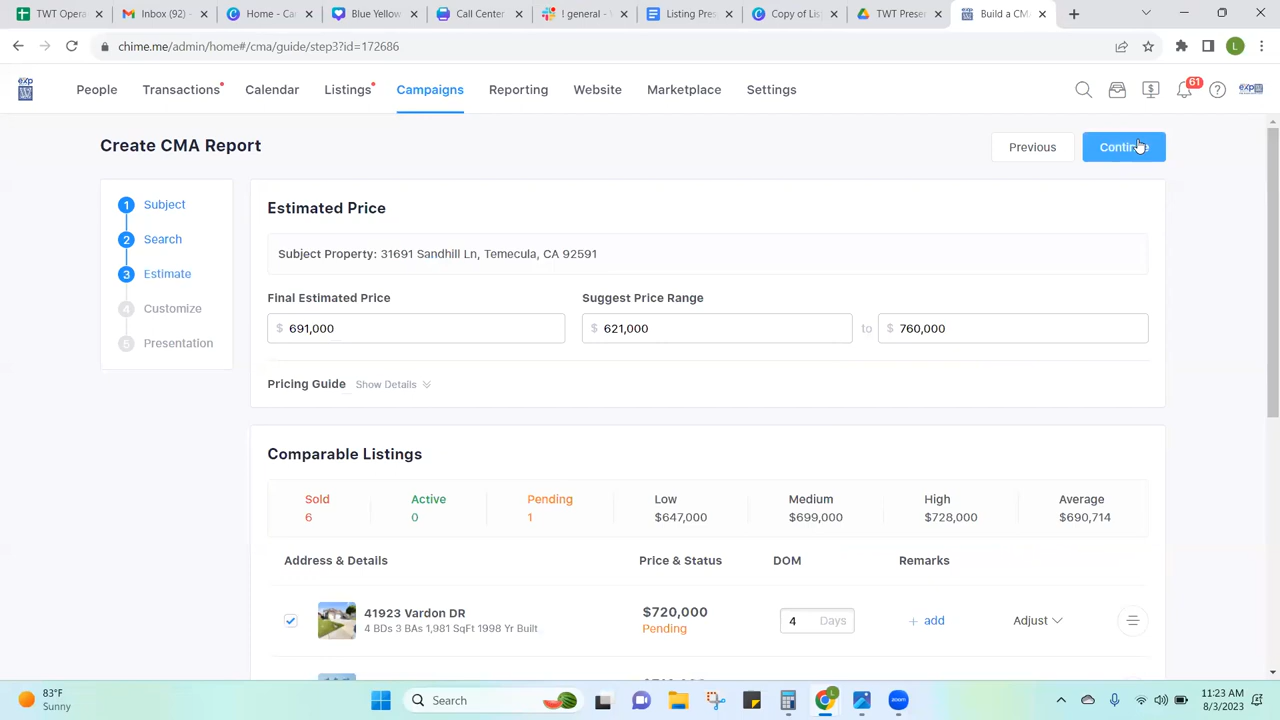 TWT Opera
Inbox (92) -
Home - Ca
Blue Yellow
Call Center
! general -
Listing Pres
Copy of Lis
TWT Presen
Build a CM
chime.me/admin/home#/cma/guide/step3?id=172686
L
exp
People
Transactions
Calendar
Listings
Campaigns
Reporting
Website
Marketplace
Settings
61
exp
Create CMA Report
Previous
Continue
1 Subject
2 Search
3 Estimate
4 Customize
5 Presentation
Estimated Price
Subject Property: 31691 Sandhill Ln, Temecula, CA 92591
Final Estimated Price
Suggest Price Range
$ 691,000
$ 621,000
to
$ 760,000
Pricing Guide Show Details
Comparable Listings
Sold Active Pending Low Medium High Average
6 0 1 $647,000 $699,000 $728,000 $690,714
Address & Details Price & Status DOM Remarks
41923 Vardon DR
4 BDs 3 BAs 1,981 SqFt 1998 Yr Built
$720,000
Pending
4 Days
+ add
Adjust
83°F
Sunny
Search
zoom
11:23 AM
8/3/2023